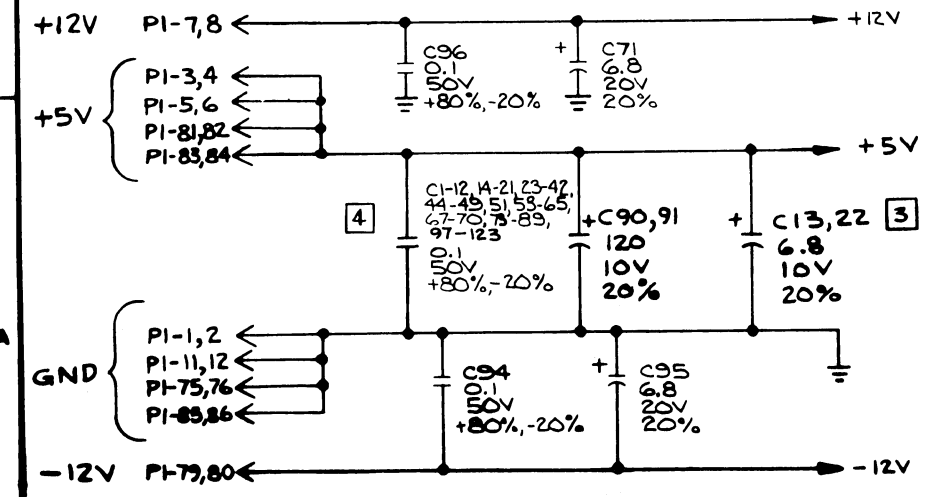 +12V P1-7,8 +12V
C96
0.1
50V
+80%,-20%
+ C71
6.8
20V
20%
+5V
P1-3,4
P1-5,6
P1-81,82
P1-83,84
+5V
4
C1-12,14-21,23-42,
44-49,51,53-65,
67-70,73-89,
97-123
0.1
50V
+80%,-20%
+C90,91
120
10V
20%
+ C13,22 3
6.8
10V
20%
A
GND
P1-1,2
P1-11,12
P1-75,76
P1-85,86
C94
0.1
50V
+80%,-20%
+ C95
6.8
20V
20%
-12V P1-79,80 -12V